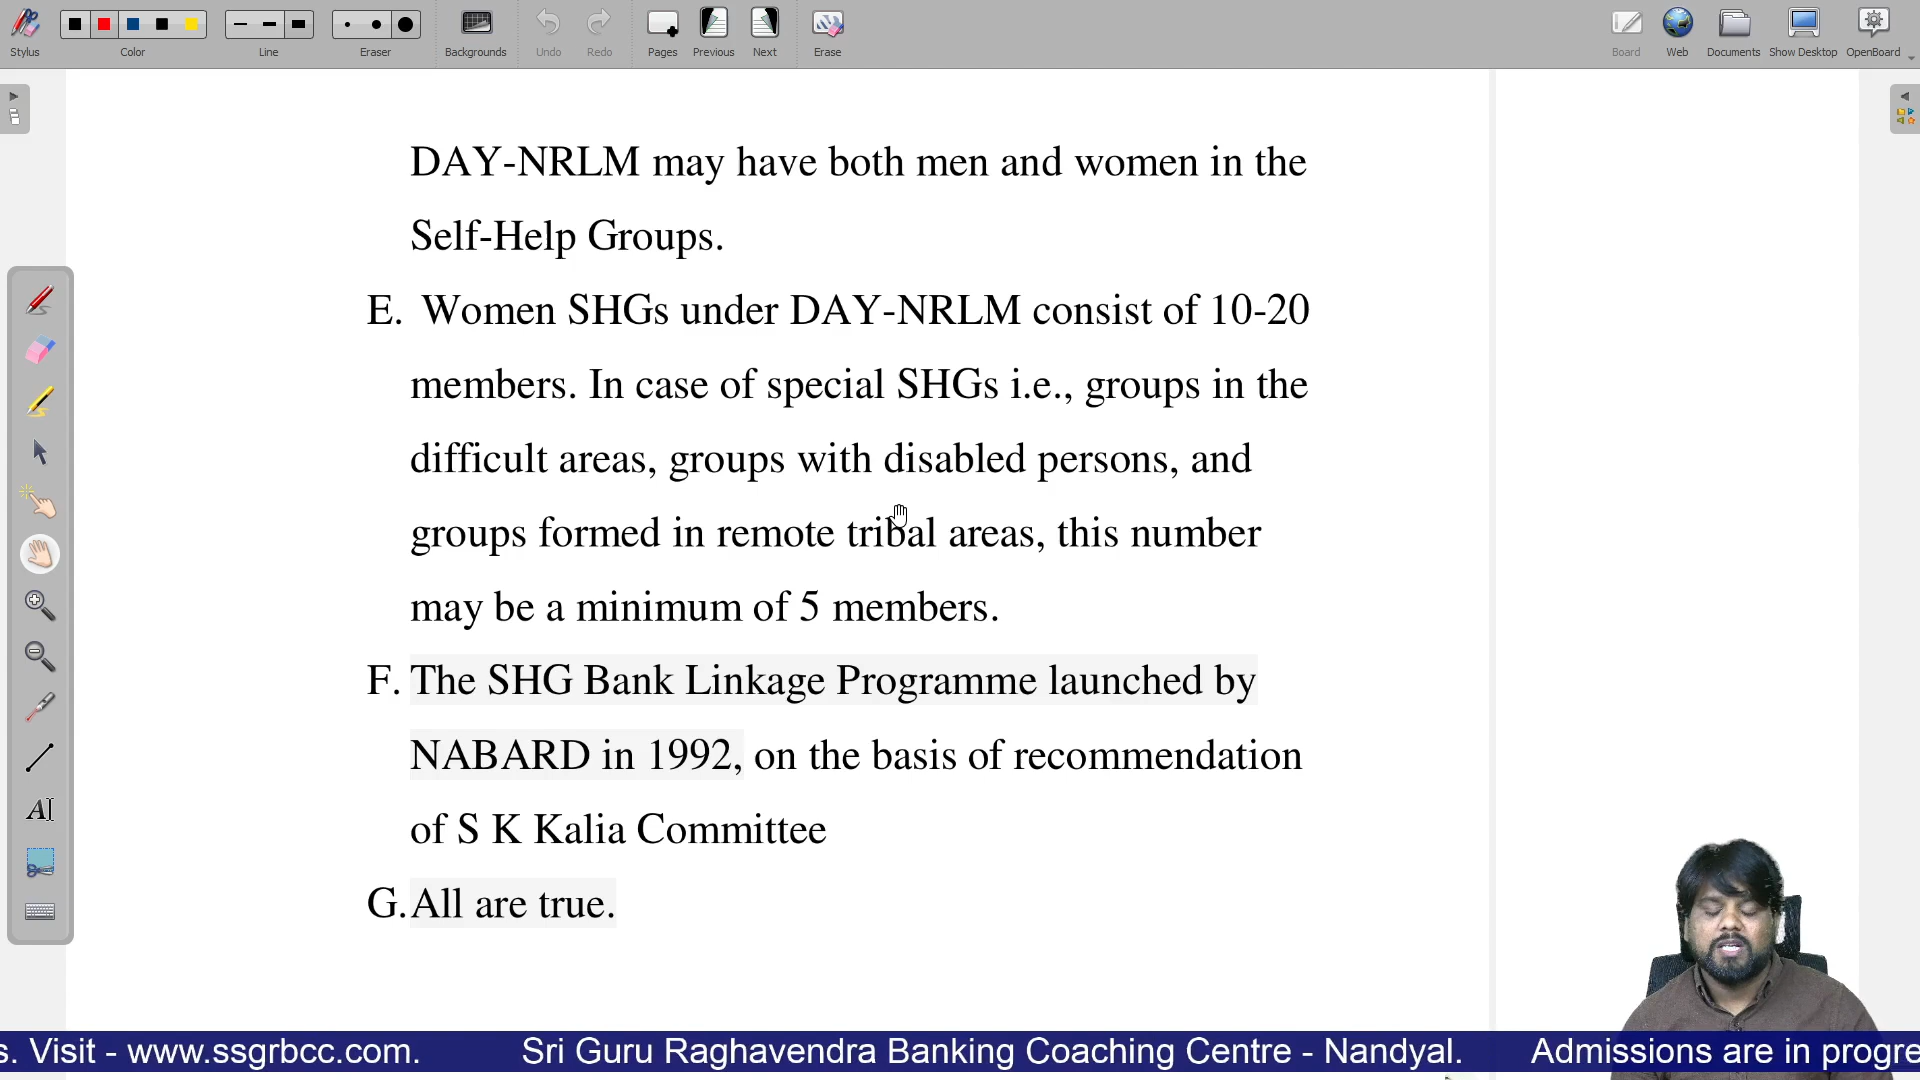 Stylus
Color
Line
Eraser
Backgrounds
Undo
Redo
Pages
Previous
Next
Erase
Board
Web
Documents
Show Desktop
OpenBoard
DAY-NRLM may have both men and women in the
Self-Help Groups.
E. Women SHGs under DAY-NRLM consist of 10-20
members. In case of special SHGs i.e., groups in the
difficult areas, groups with disabled persons, and
groups formed in remote tribal areas, this number
may be a minimum of 5 members.
F. The SHG Bank Linkage Programme launched by
NABARD in 1992, on the basis of recommendation
of S K Kalia Committee
G. All are true.
s. Visit - www.ssgrbcc.com. Sri Guru Raghavendra Banking Coaching Centre - Nandyal. Admissions are in progre